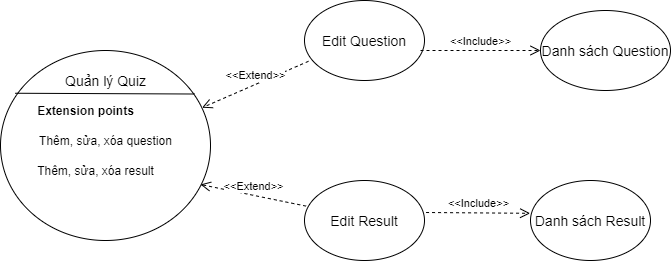 Quản lý Quiz
Extension points
Thêm, sửa, xóa question
Thêm, sửa, xóa result
<<Extend>>
Edit Question
<<Include>>
Danh sách Question
<<Extend>>
Edit Result
<<Include>>
Danh sách Result